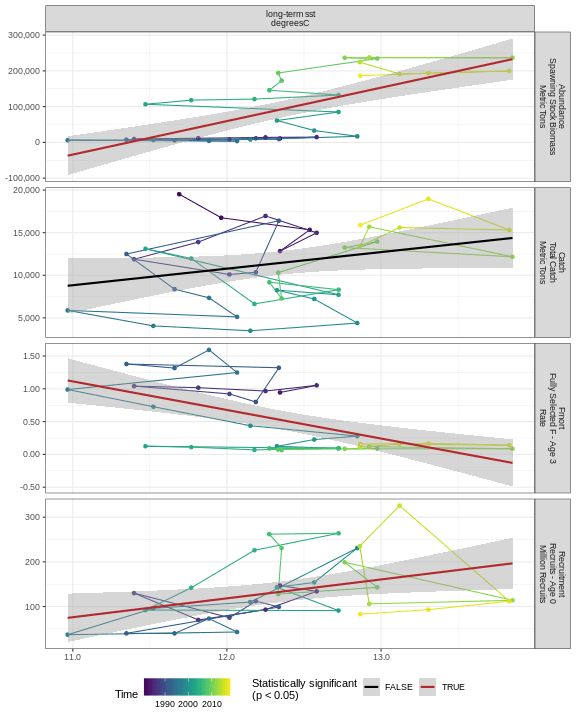 long-term sst
degreesC
300,000
200,000
100,000
0
-100,000
Abundance
Spawning Stock Biomass
Metric Tons
20,000
15,000
10,000
5,000
Catch
Total Catch
Metric Tons
1.50
1.00
0.50
0.00
-0.50
Fmort
Fully Selected F - Age 3
Rate
300
200
100
Recruitment
Recruits - Age 0
Million Recruits
11.0 12.0 13.0
Time
1990 2000 2010
Statistically significant
(p < 0.05)
FALSE
TRUE